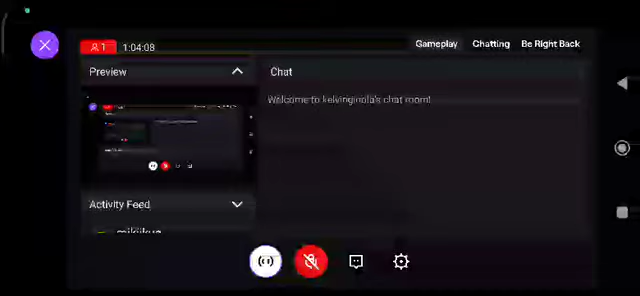 1
1:04:08
Gameplay
Chatting
Be Right Back
Preview
Chat
Welcome to kelvinginola's chat room!
Activity Feed